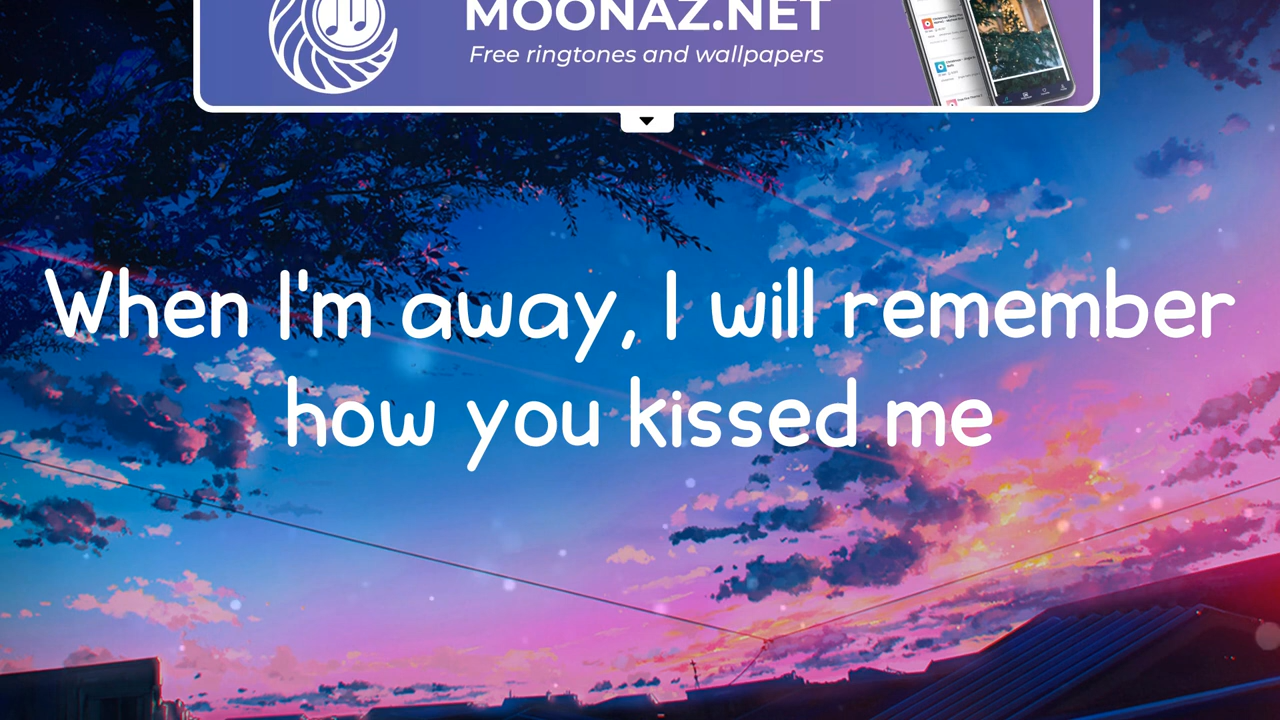 MOONAZ.NET
Free ringtones and wallpapers
When I'm away, I will remember
how you kissed me